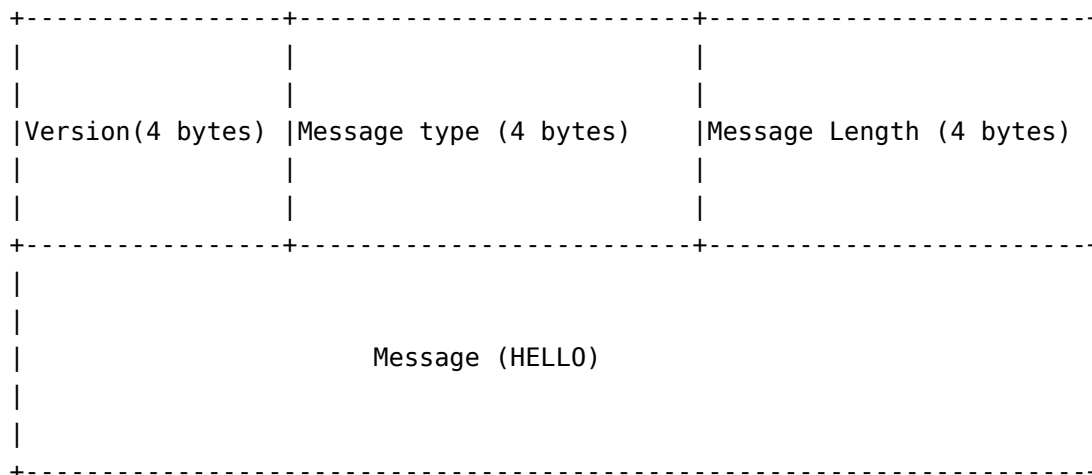 Version(4 bytes) Message type (4 bytes) Message Length (4 bytes)
Message (HELLO)